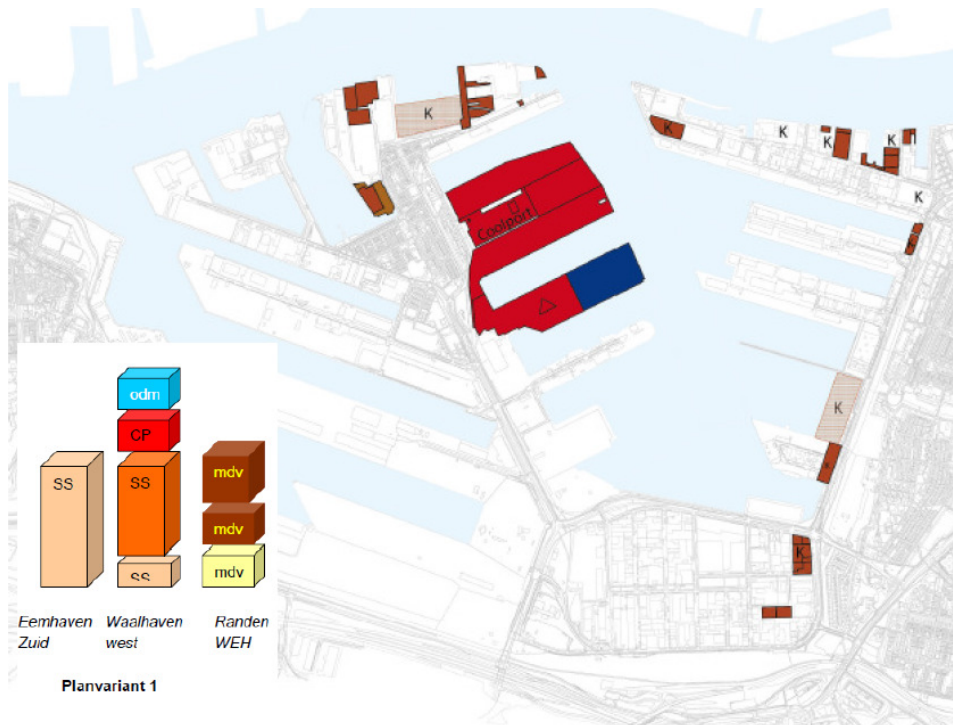 K
K
K
K
K
K
Coolport
K
K
K
odm
CP
SS
SS
SS
mdv
mdv
mdv
Eemhaven
Zuid
Waalhaven
west
Randen
WEH
Planvariant 1